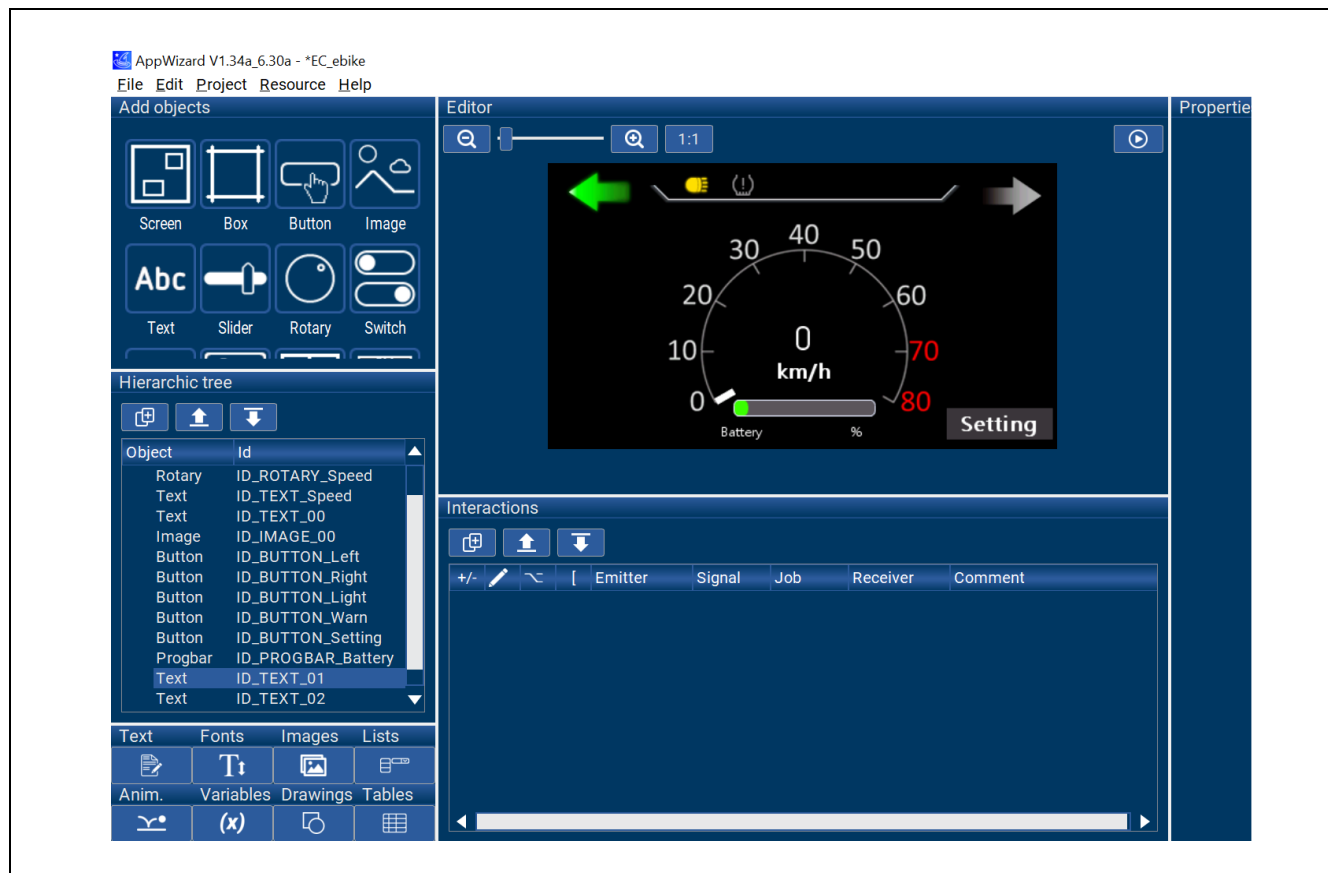 AppWizard V1.34a_6.30a - *EC_ebike
File Edit Project Resource Help
Add objects
Screen Box Button Image
Abc
Text Slider Rotary Switch
Hierarchic tree
Object Id
Rotary ID_ROTARY_Speed
Text ID_TEXT_Speed
Text ID_TEXT_00
Image ID_IMAGE_00
Button ID_BUTTON_Left
Button ID_BUTTON_Right
Button ID_BUTTON_Light
Button ID_BUTTON_Warn
Button ID_BUTTON_Setting
Progbar ID_PROGBAR_Battery
Text ID_TEXT_01
Text ID_TEXT_02
Text Fonts Images Lists
Anim. Variables Drawings Tables
(x)
Editor
1:1
40
30 50
20 60
10 0 70
km/h
0 80
Battery % Setting
Interactions
+/- [ Emitter Signal Job Receiver Comment
Propertie